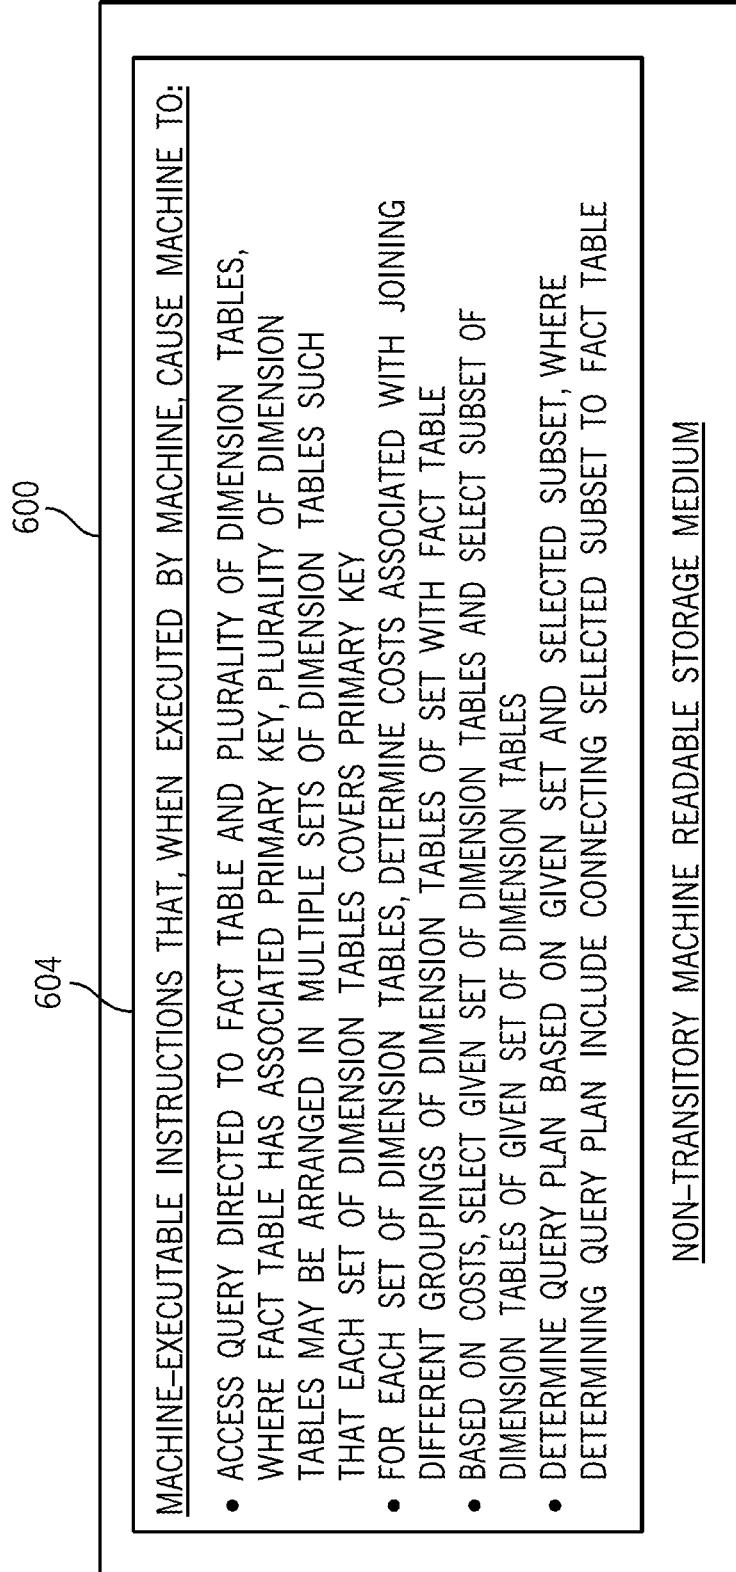 600
604
MACHINE-EXECUTABLE INSTRUCTIONS THAT, WHEN EXECUTED BY MACHINE, CAUSE MACHINE TO:
• ACCESS QUERY DIRECTED TO FACT TABLE AND PLURALITY OF DIMENSION TABLES,
WHERE FACT TABLE HAS ASSOCIATED PRIMARY KEY, PLURALITY OF DIMENSION
TABLES MAY BE ARRANGED IN MULTIPLE SETS OF DIMENSION TABLES SUCH
THAT EACH SET OF DIMENSION TABLES COVERS PRIMARY KEY
• FOR EACH SET OF DIMENSION TABLES, DETERMINE COSTS ASSOCIATED WITH JOINING
DIFFERENT GROUPINGS OF DIMENSION TABLES OF SET WITH FACT TABLE
• BASED ON COSTS, SELECT GIVEN SET OF DIMENSION TABLES AND SELECT SUBSET OF
DIMENSION TABLES OF GIVEN SET OF DIMENSION TABLES
• DETERMINE QUERY PLAN BASED ON GIVEN SET AND SELECTED SUBSET, WHERE
DETERMINING QUERY PLAN INCLUDE CONNECTING SELECTED SUBSET TO FACT TABLE
NON-TRANSITORY MACHINE READABLE STORAGE MEDIUM